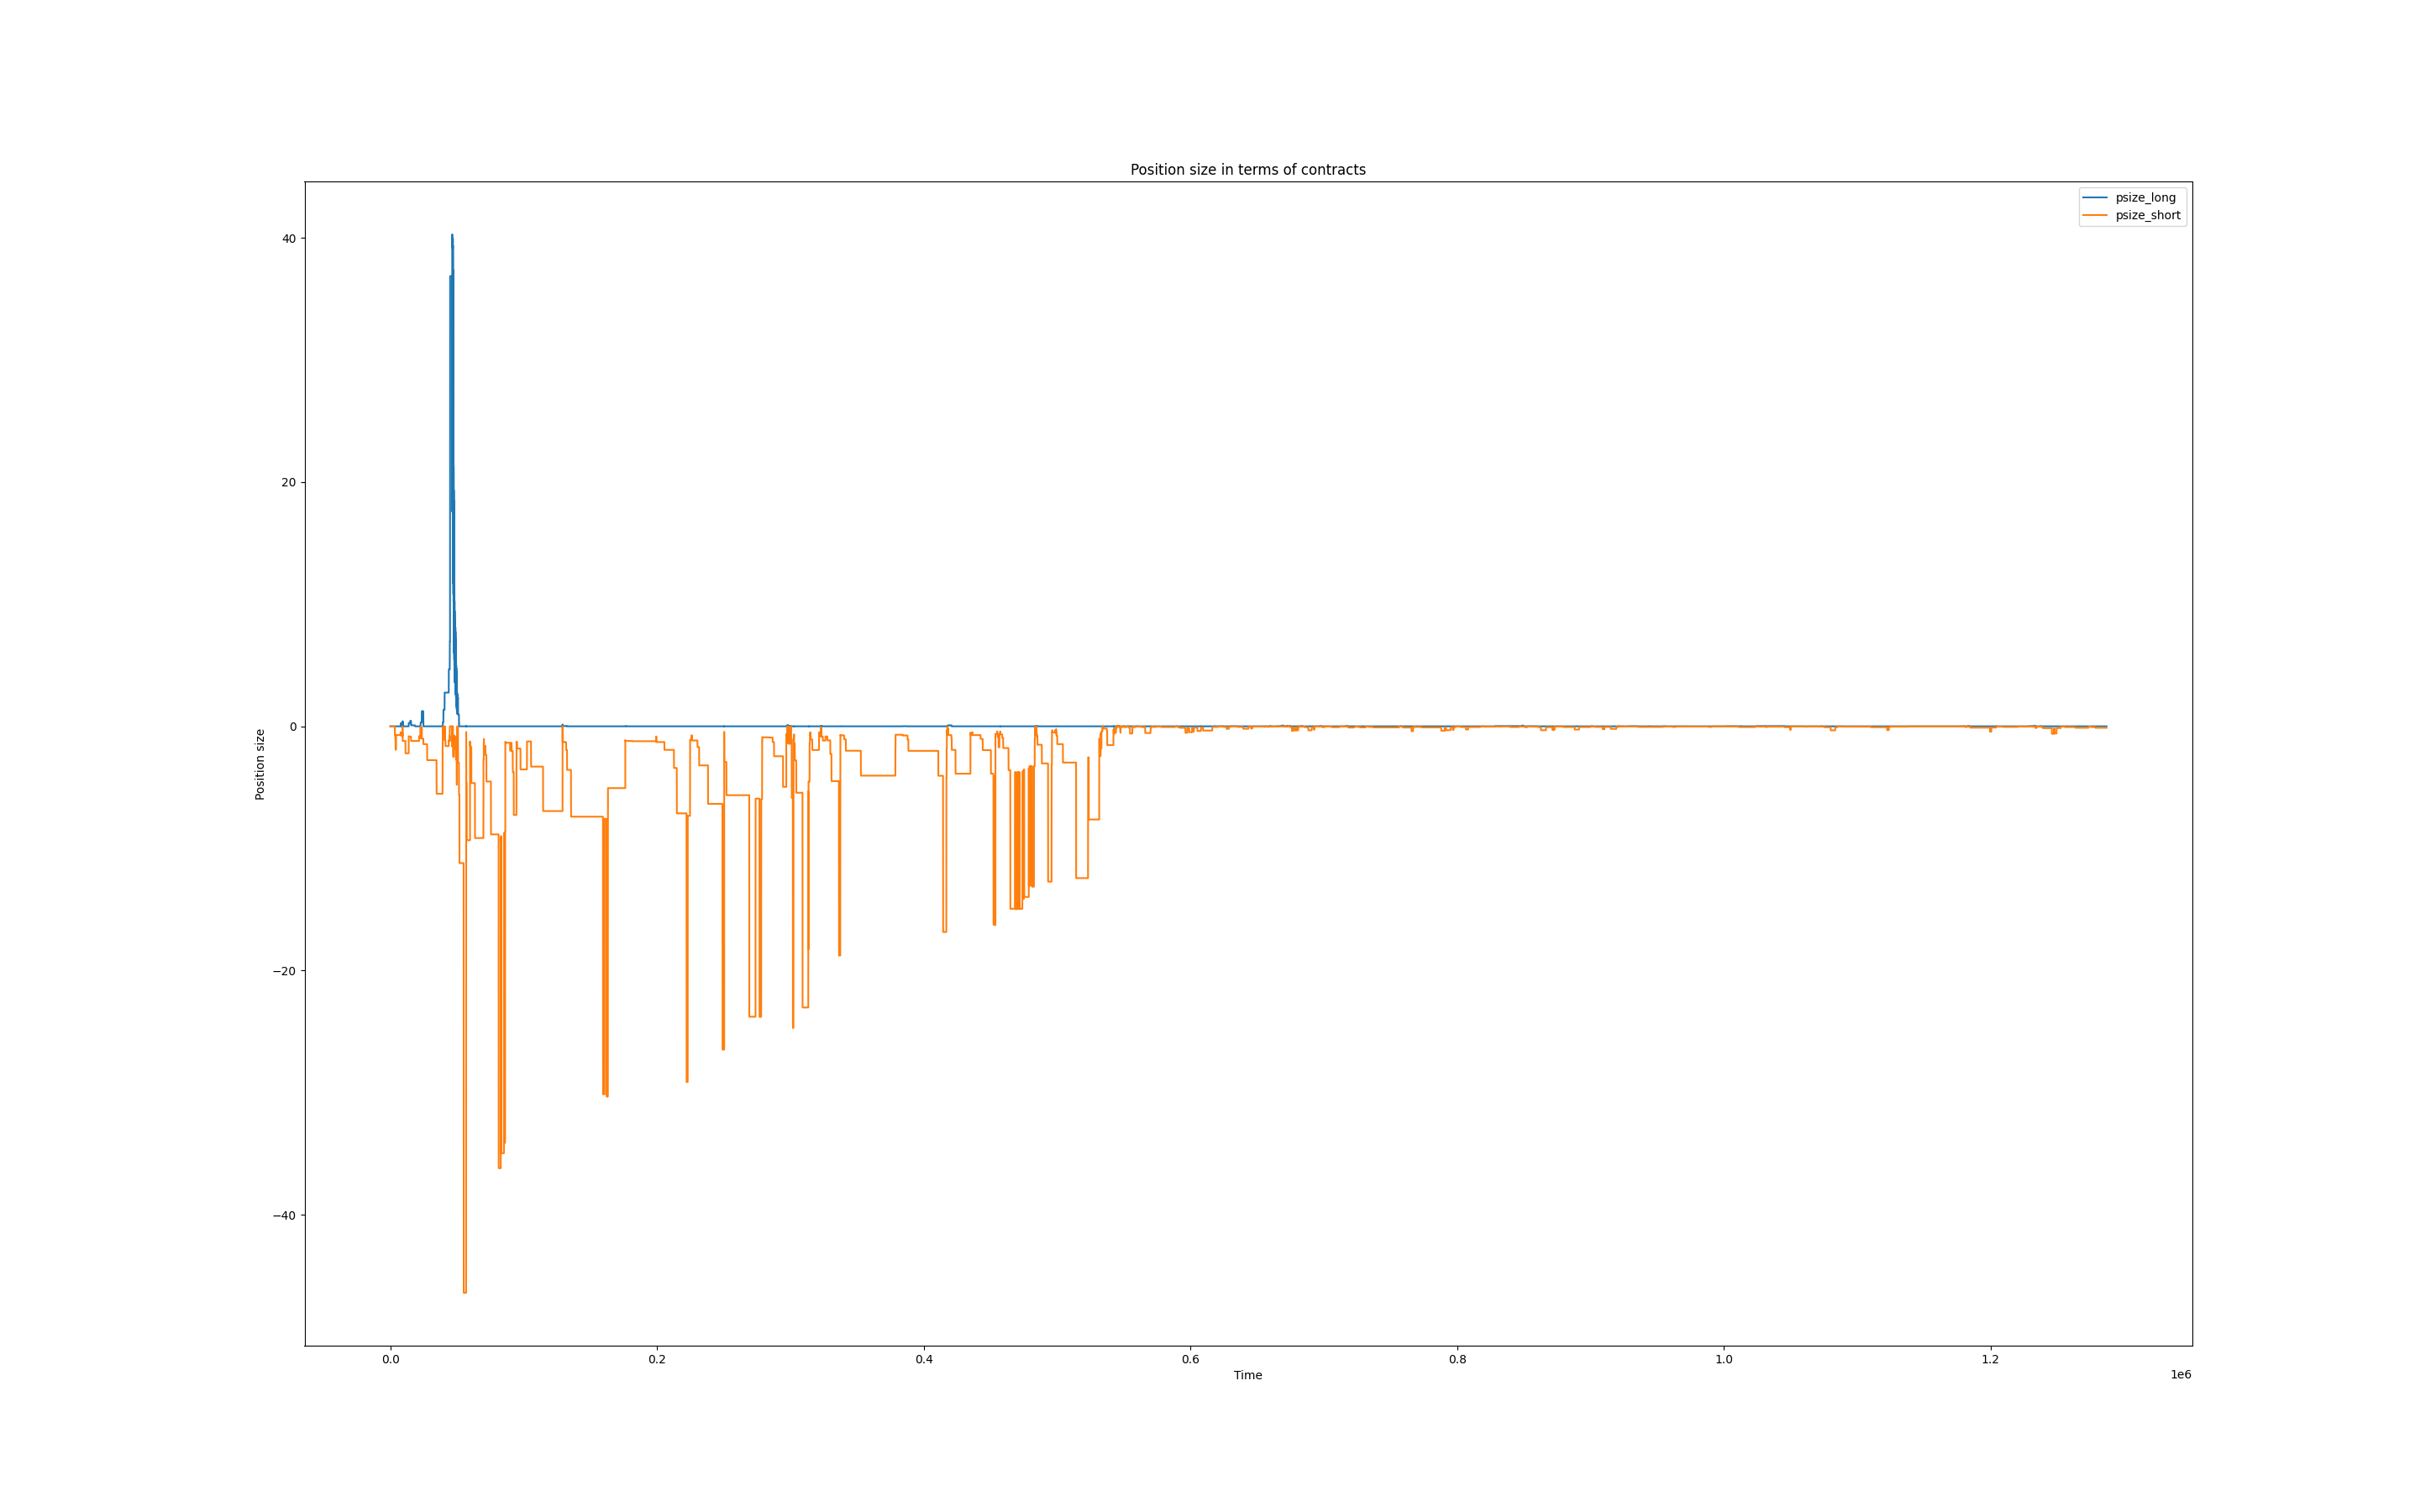 Position size in terms of contracts
psize_long
psize_short
Position size
40
20
0
−20
−40
0.0
0.2
0.4
0.6
0.8
1.0
1.2
1e6
Time